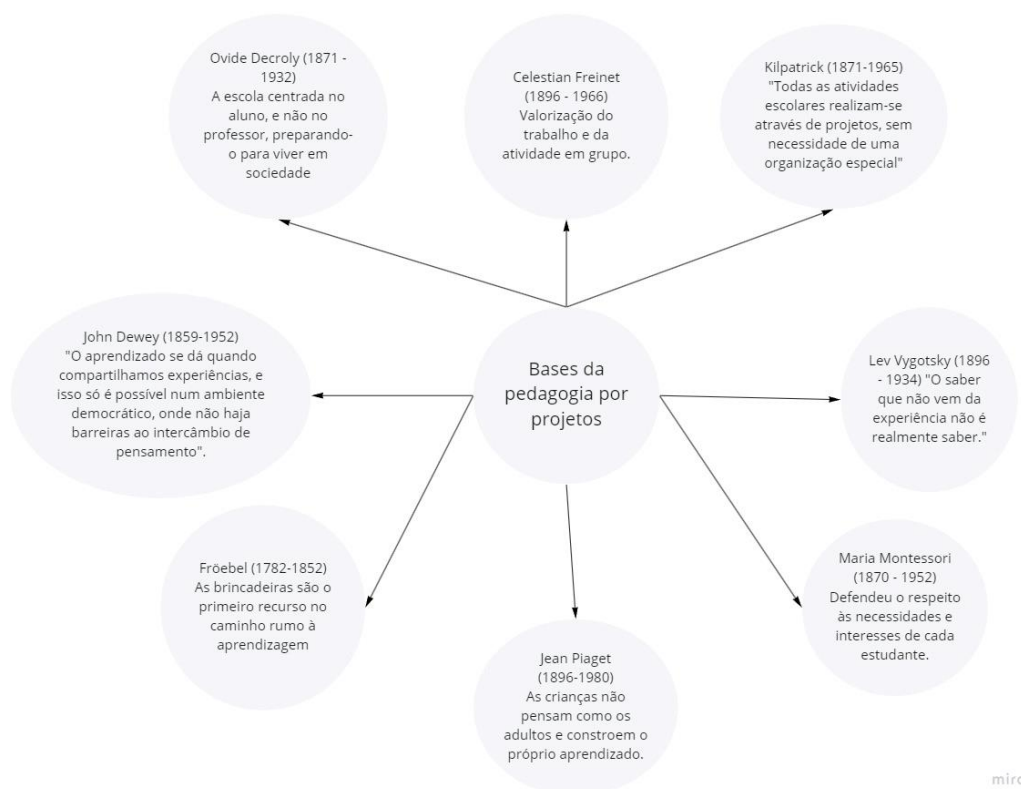 Ovide Decroly (1871 -
1932)
A escola centrada no
aluno, e não no
professor, preparando-
o para viver em
sociedade
Celestian Freinet
(1896 - 1966)
Valorização do
trabalho e da
atividade em grupo.
Kilpatrick (1871-1965)
"Todas as atividades
escolares realizam-se
através de projetos, sem
necessidade de uma
organização especial"
John Dewey (1859-1952)
"O aprendizado se dá quando
compartilhamos experiências, e
isso só é possível num ambiente
democrático, onde não haja
barreiras ao intercâmbio de
pensamento".
Bases da
pedagogia por
projetos
Lev Vygotsky (1896
- 1934) "O saber
que não vem da
experiência não é
realmente saber."
Fröebel (1782-1852)
As brincadeiras são o
primeiro recurso no
caminho rumo à
aprendizagem
Jean Piaget
(1896-1980)
As crianças não
pensam como os
adultos e constroem o
próprio aprendizado.
Maria Montessori
(1870 - 1952)
Defendeu o respeito
às necessidades e
interesses de cada
estudante.
miro